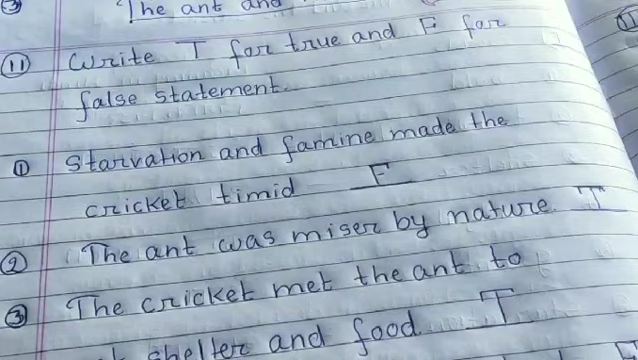 ③ "The ant and
⑪ Write T for true and F for
false statement.
① Starvation and famine made the
cricket timid F
② The ant was miser by nature T
③ The cricket met the ant to
shelter and food T